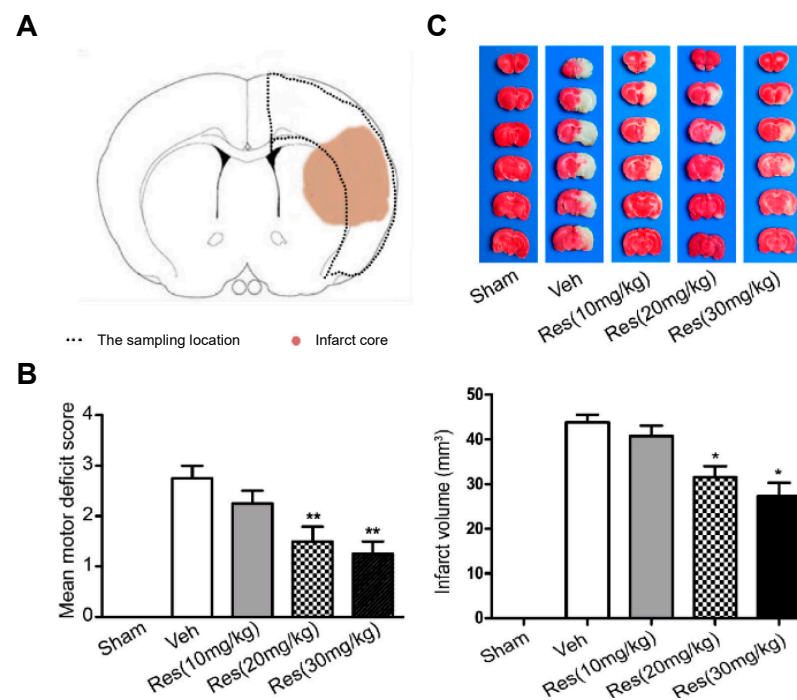 A
The sampling location
Infarct core
C
Sham
Veh
Res(10mg/kg)
Res(20mg/kg)
Res(30mg/kg)
B
Mean motor deficit score
4
3
2
1
0
**
**
Sham
Veh
Res(10mg/kg)
Res(20mg/kg)
Res(30mg/kg)
Infarct volume (mm³)
50
40
30
20
10
0
*
*
Sham
Veh
Res(10mg/kg)
Res(20mg/kg)
Res(30mg/kg)